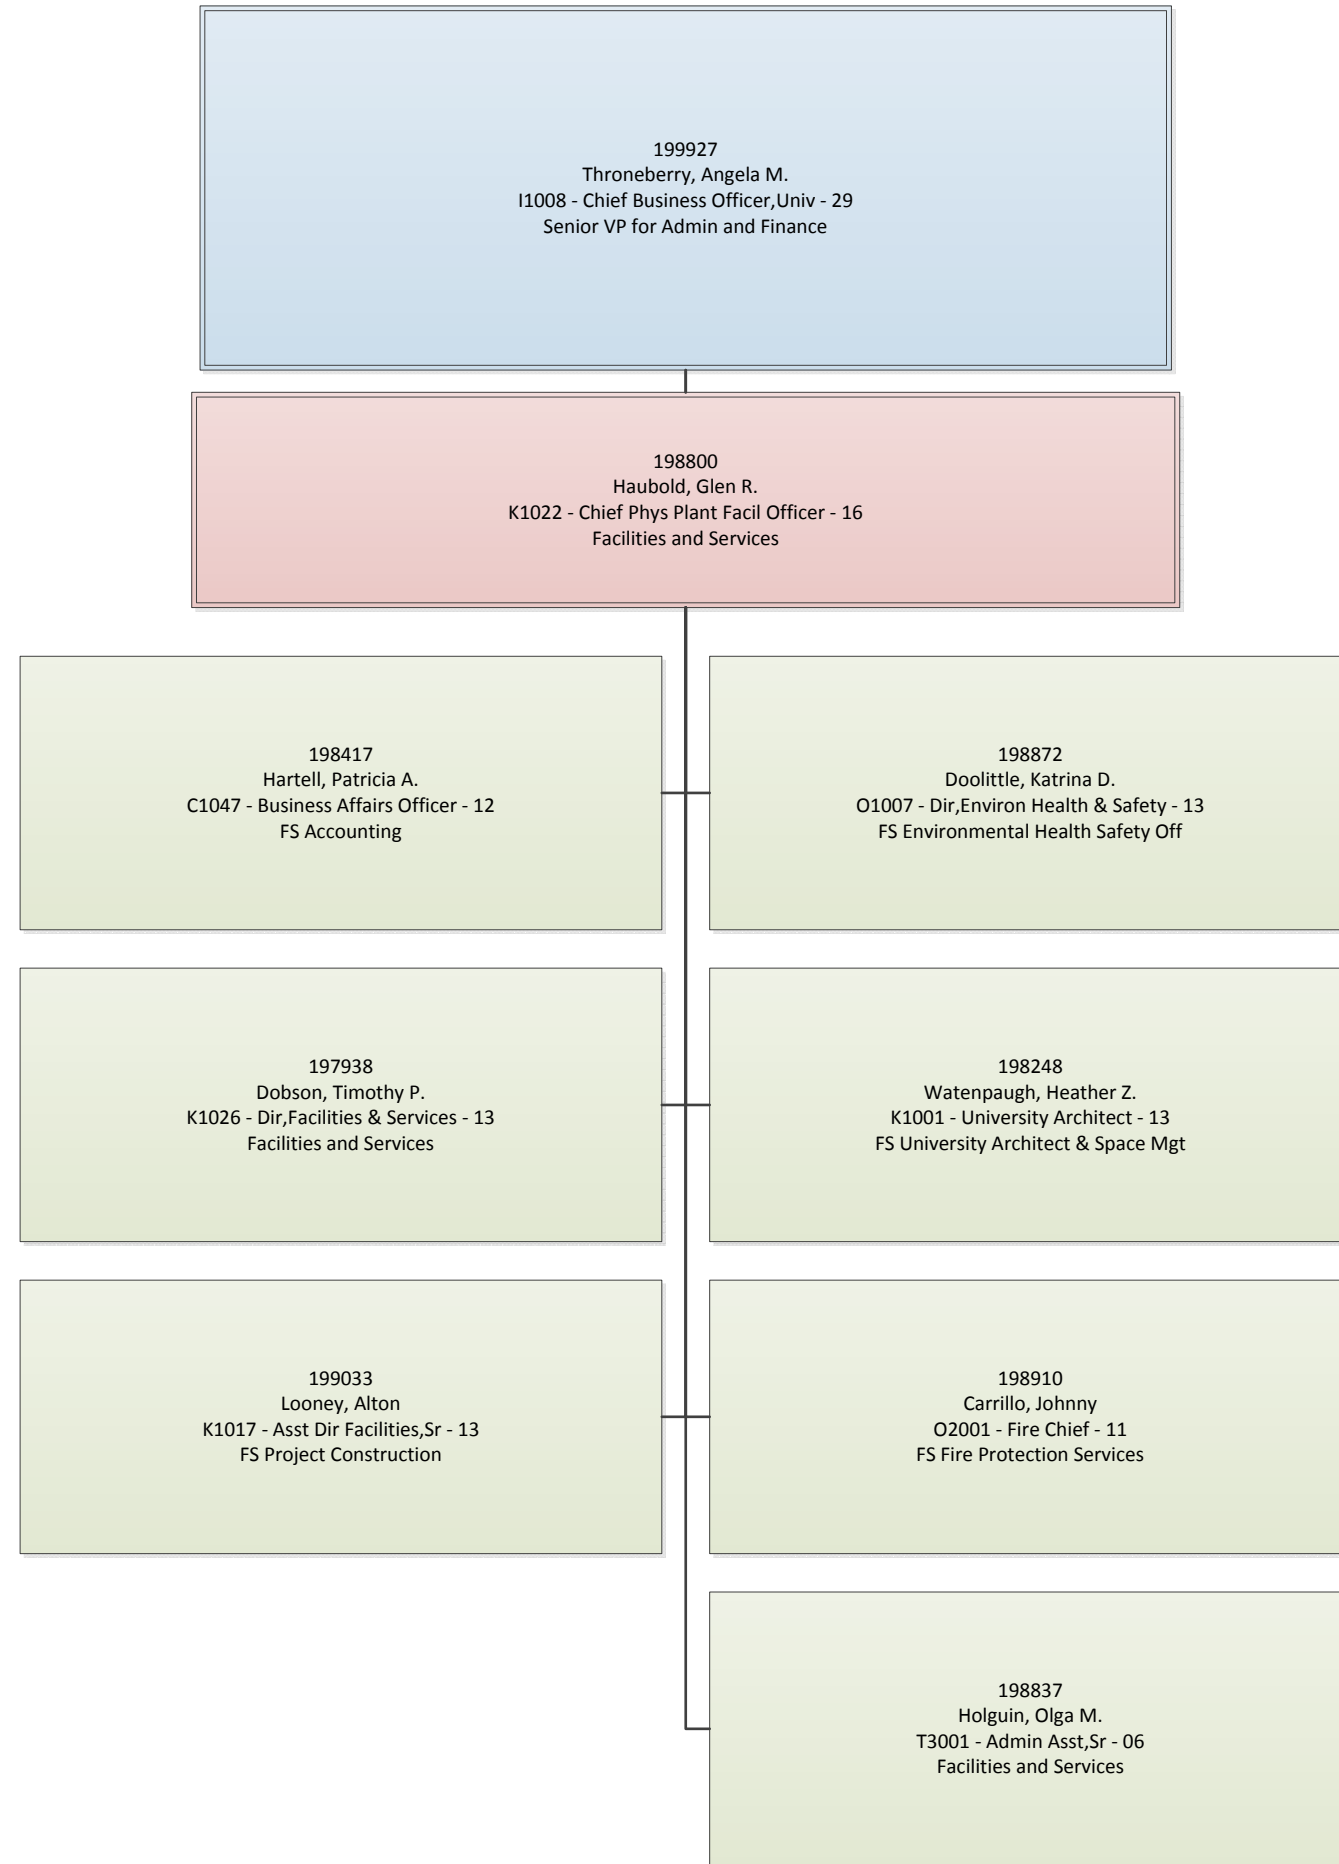 199927
Throneberry, Angela M.
I1008 - Chief Business Officer,Univ - 29
Senior VP for Admin and Finance
198800
Haubold, Glen R.
K1022 - Chief Phys Plant Facil Officer - 16
Facilities and Services
198417
Hartell, Patricia A.
C1047 - Business Affairs Officer - 12
FS Accounting
198872
Doolittle, Katrina D.
O1007 - Dir,Environ Health & Safety - 13
FS Environmental Health Safety Off
197938
Dobson, Timothy P.
K1026 - Dir,Facilities & Services - 13
Facilities and Services
198248
Watenpaugh, Heather Z.
K1001 - University Architect - 13
FS University Architect & Space Mgt
199033
Looney, Alton
K1017 - Asst Dir Facilities,Sr - 13
FS Project Construction
198910
Carrillo, Johnny
O2001 - Fire Chief - 11
FS Fire Protection Services
198837
Holguin, Olga M.
T3001 - Admin Asst,Sr - 06
Facilities and Services